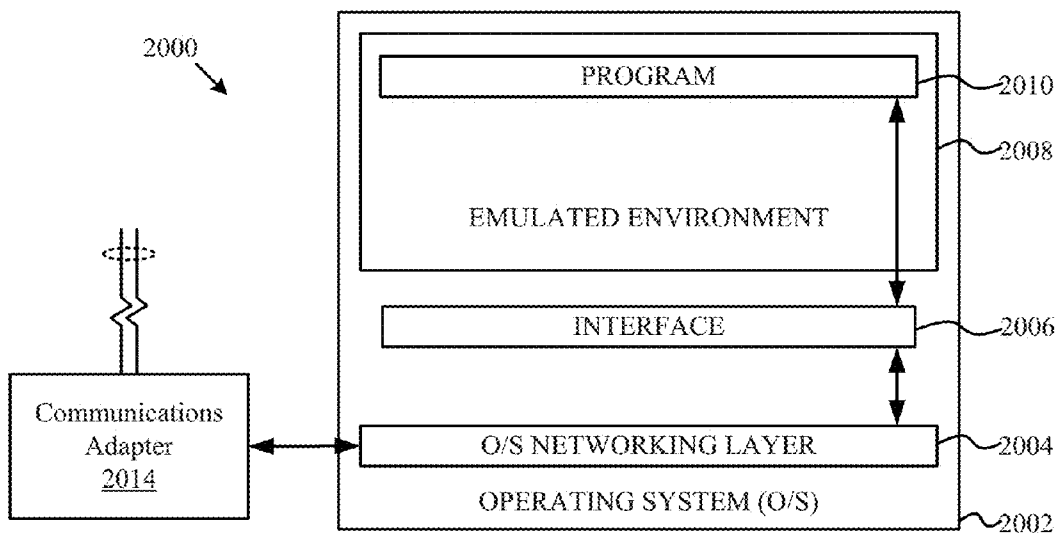 2000
PROGRAM
2010
2008
EMULATED ENVIRONMENT
INTERFACE
2006
Communications
Adapter
2014
O/S NETWORKING LAYER
2004
OPERATING SYSTEM (O/S)
2002